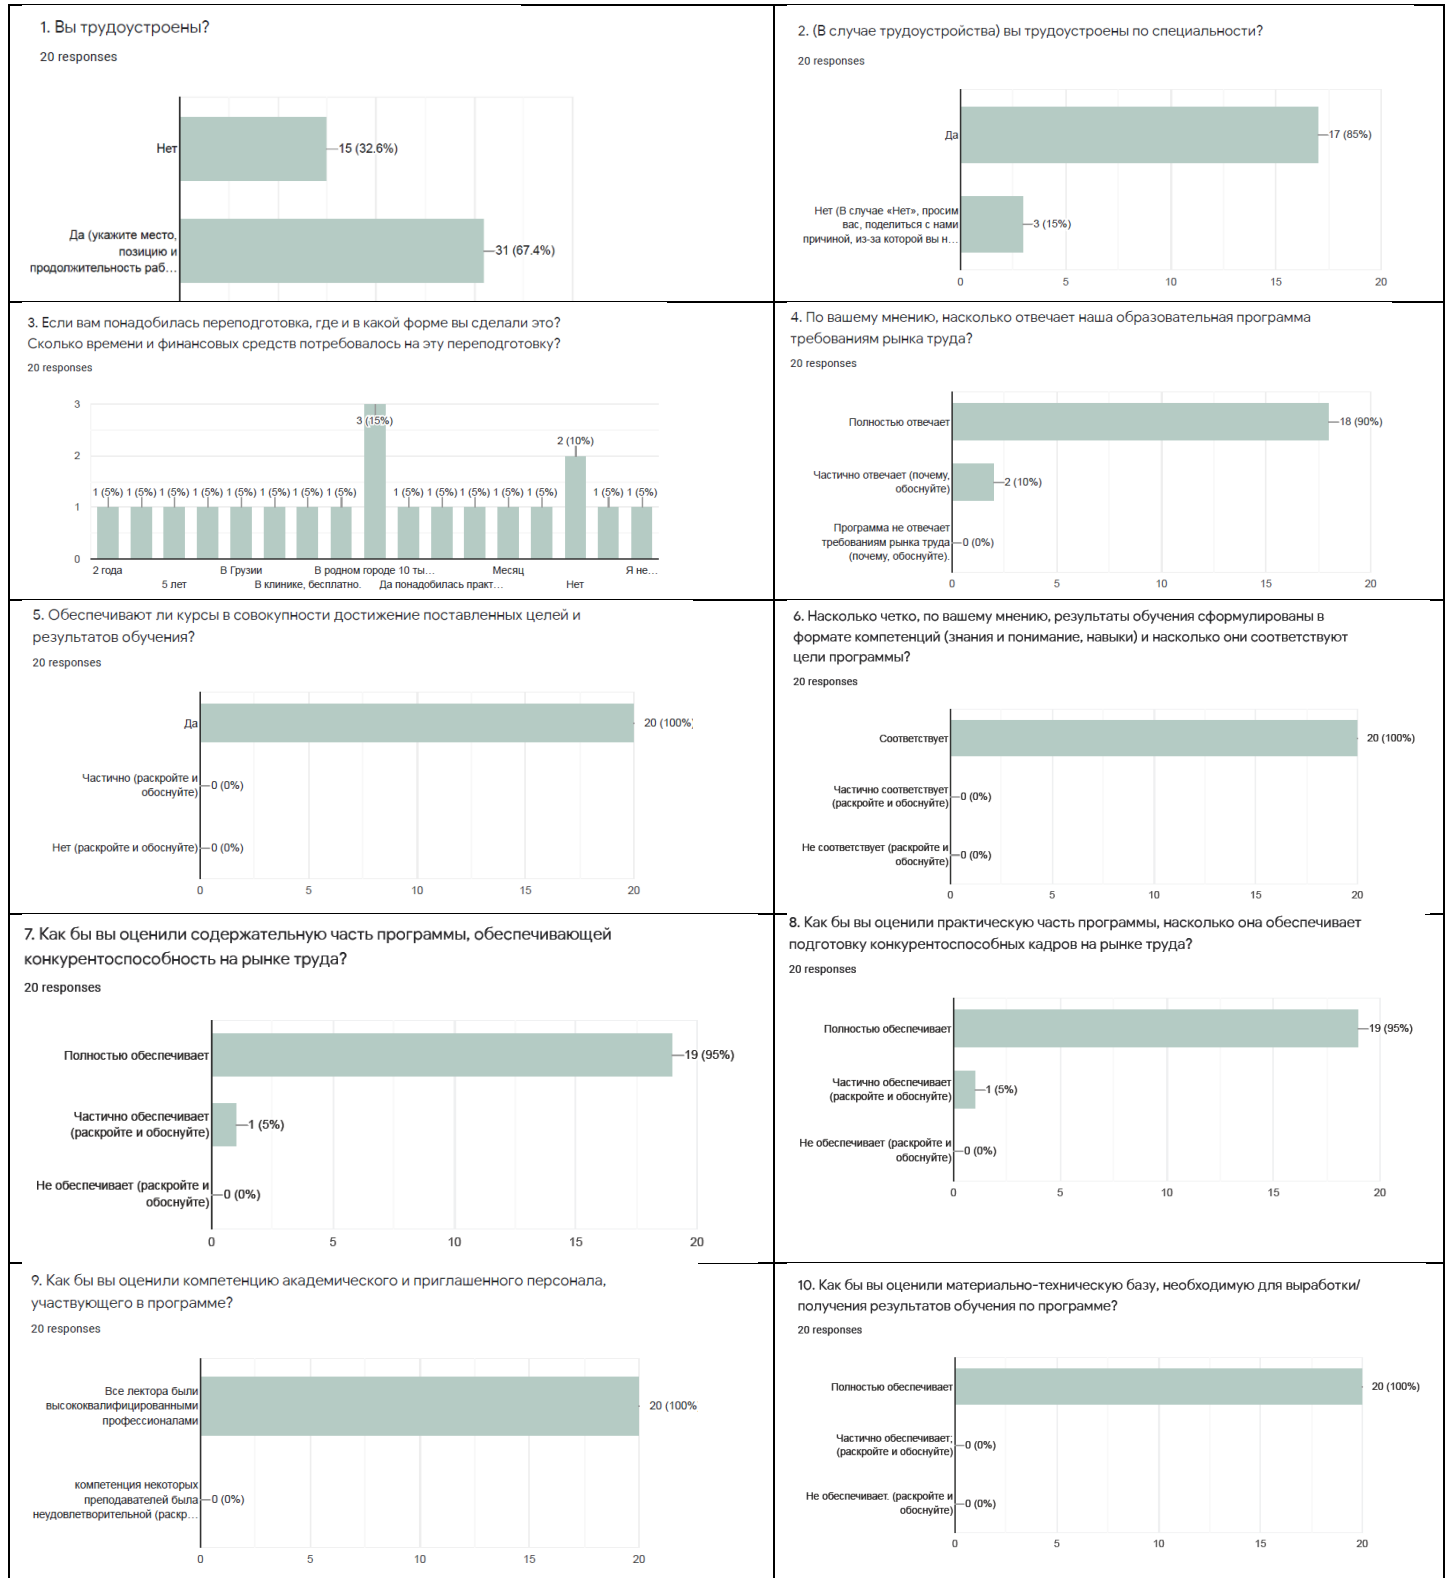 1. Вы трудоустроены?
20 responses
Нет
15 (32.6%)
Да (укажите место,
позицию и
продолжительность раб…
31 (67.4%)
2. (В случае трудоустройства) вы трудоустроены по специальности?
20 responses
Да
17 (85%)
Нет (В случае «Нет», просим
вас, поделиться с нами
причиной, из-за которой вы н…
3 (15%)
0 5 10 15 20
3. Если вам понадобилась переподготовка, где и в какой форме вы сделали это?
Сколько времени и финансовых средств потребовалось на эту переподготовку?
20 responses
3
2
1
0
1 (5%) 1 (5%) 1 (5%) 1 (5%) 1 (5%) 1 (5%) 1 (5%) 1 (5%) 3 (15%) 1 (5%) 1 (5%) 1 (5%) 1 (5%) 1 (5%) 2 (10%) 1 (5%) 1 (5%)
2 года В Грузии В родном городе 10 ты… Месяц Я не…
5 лет В клинике, бесплатно. Да понадобилась практ… Нет
4. По вашему мнению, насколько отвечает наша образовательная программа
требованиям рынка труда?
20 responses
Полностью отвечает
18 (90%)
Частично отвечает (почему,
обоснуйте)
2 (10%)
Программа не отвечает
требованиям рынка труда
(почему, обоснуйте).
0 (0%)
0 5 10 15 20
5. Обеспечивают ли курсы в совокупности достижение поставленных целей и
результатов обучения?
20 responses
Да
20 (100%)
Частично (раскройте и
обоснуйте)
0 (0%)
Нет (раскройте и обоснуйте)
0 (0%)
0 5 10 15 20
6. Насколько четко, по вашему мнению, результаты обучения сформулированы в
формате компетенций (знания и понимание, навыки) и насколько они соответствуют
цели программы?
20 responses
Соответствует
20 (100%)
Частично соответствует
(раскройте и обоснуйте)
0 (0%)
Не соответствует (раскройте и
обоснуйте)
0 (0%)
0 5 10 15 20
7. Как бы вы оценили содержательную часть программы, обеспечивающей
конкурентоспособность на рынке труда?
20 responses
Полностью обеспечивает
19 (95%)
Частично обеспечивает
(раскройте и обоснуйте)
1 (5%)
Не обеспечивает (раскройте и
обоснуйте)
0 (0%)
0 5 10 15 20
8. Как бы вы оценили практическую часть программы, насколько она обеспечивает
подготовку конкурентоспособных кадров на рынке труда?
20 responses
Полностью обеспечивает
19 (95%)
Частично обеспечивает
(раскройте и обоснуйте)
1 (5%)
Не обеспечивает (раскройте и
обоснуйте)
0 (0%)
0 5 10 15 20
9. Как бы вы оценили компетенцию академического и приглашенного персонала,
участвующего в программе?
20 responses
Все лектора были
высококвалифицированными
профессионалами
20 (100%
компетенция некоторых
преподавателей была
неудовлетворительной (раскр…
0 (0%)
0 5 10 15 20
10. Как бы вы оценили материально-техническую базу, необходимую для выработки/
получения результатов обучения по программе?
20 responses
Полностью обеспечивает
20 (100%)
Частично обеспечивает;
(раскройте и обоснуйте)
0 (0%)
Не обеспечивает. (раскройте и
обоснуйте)
0 (0%)
0 5 10 15 20